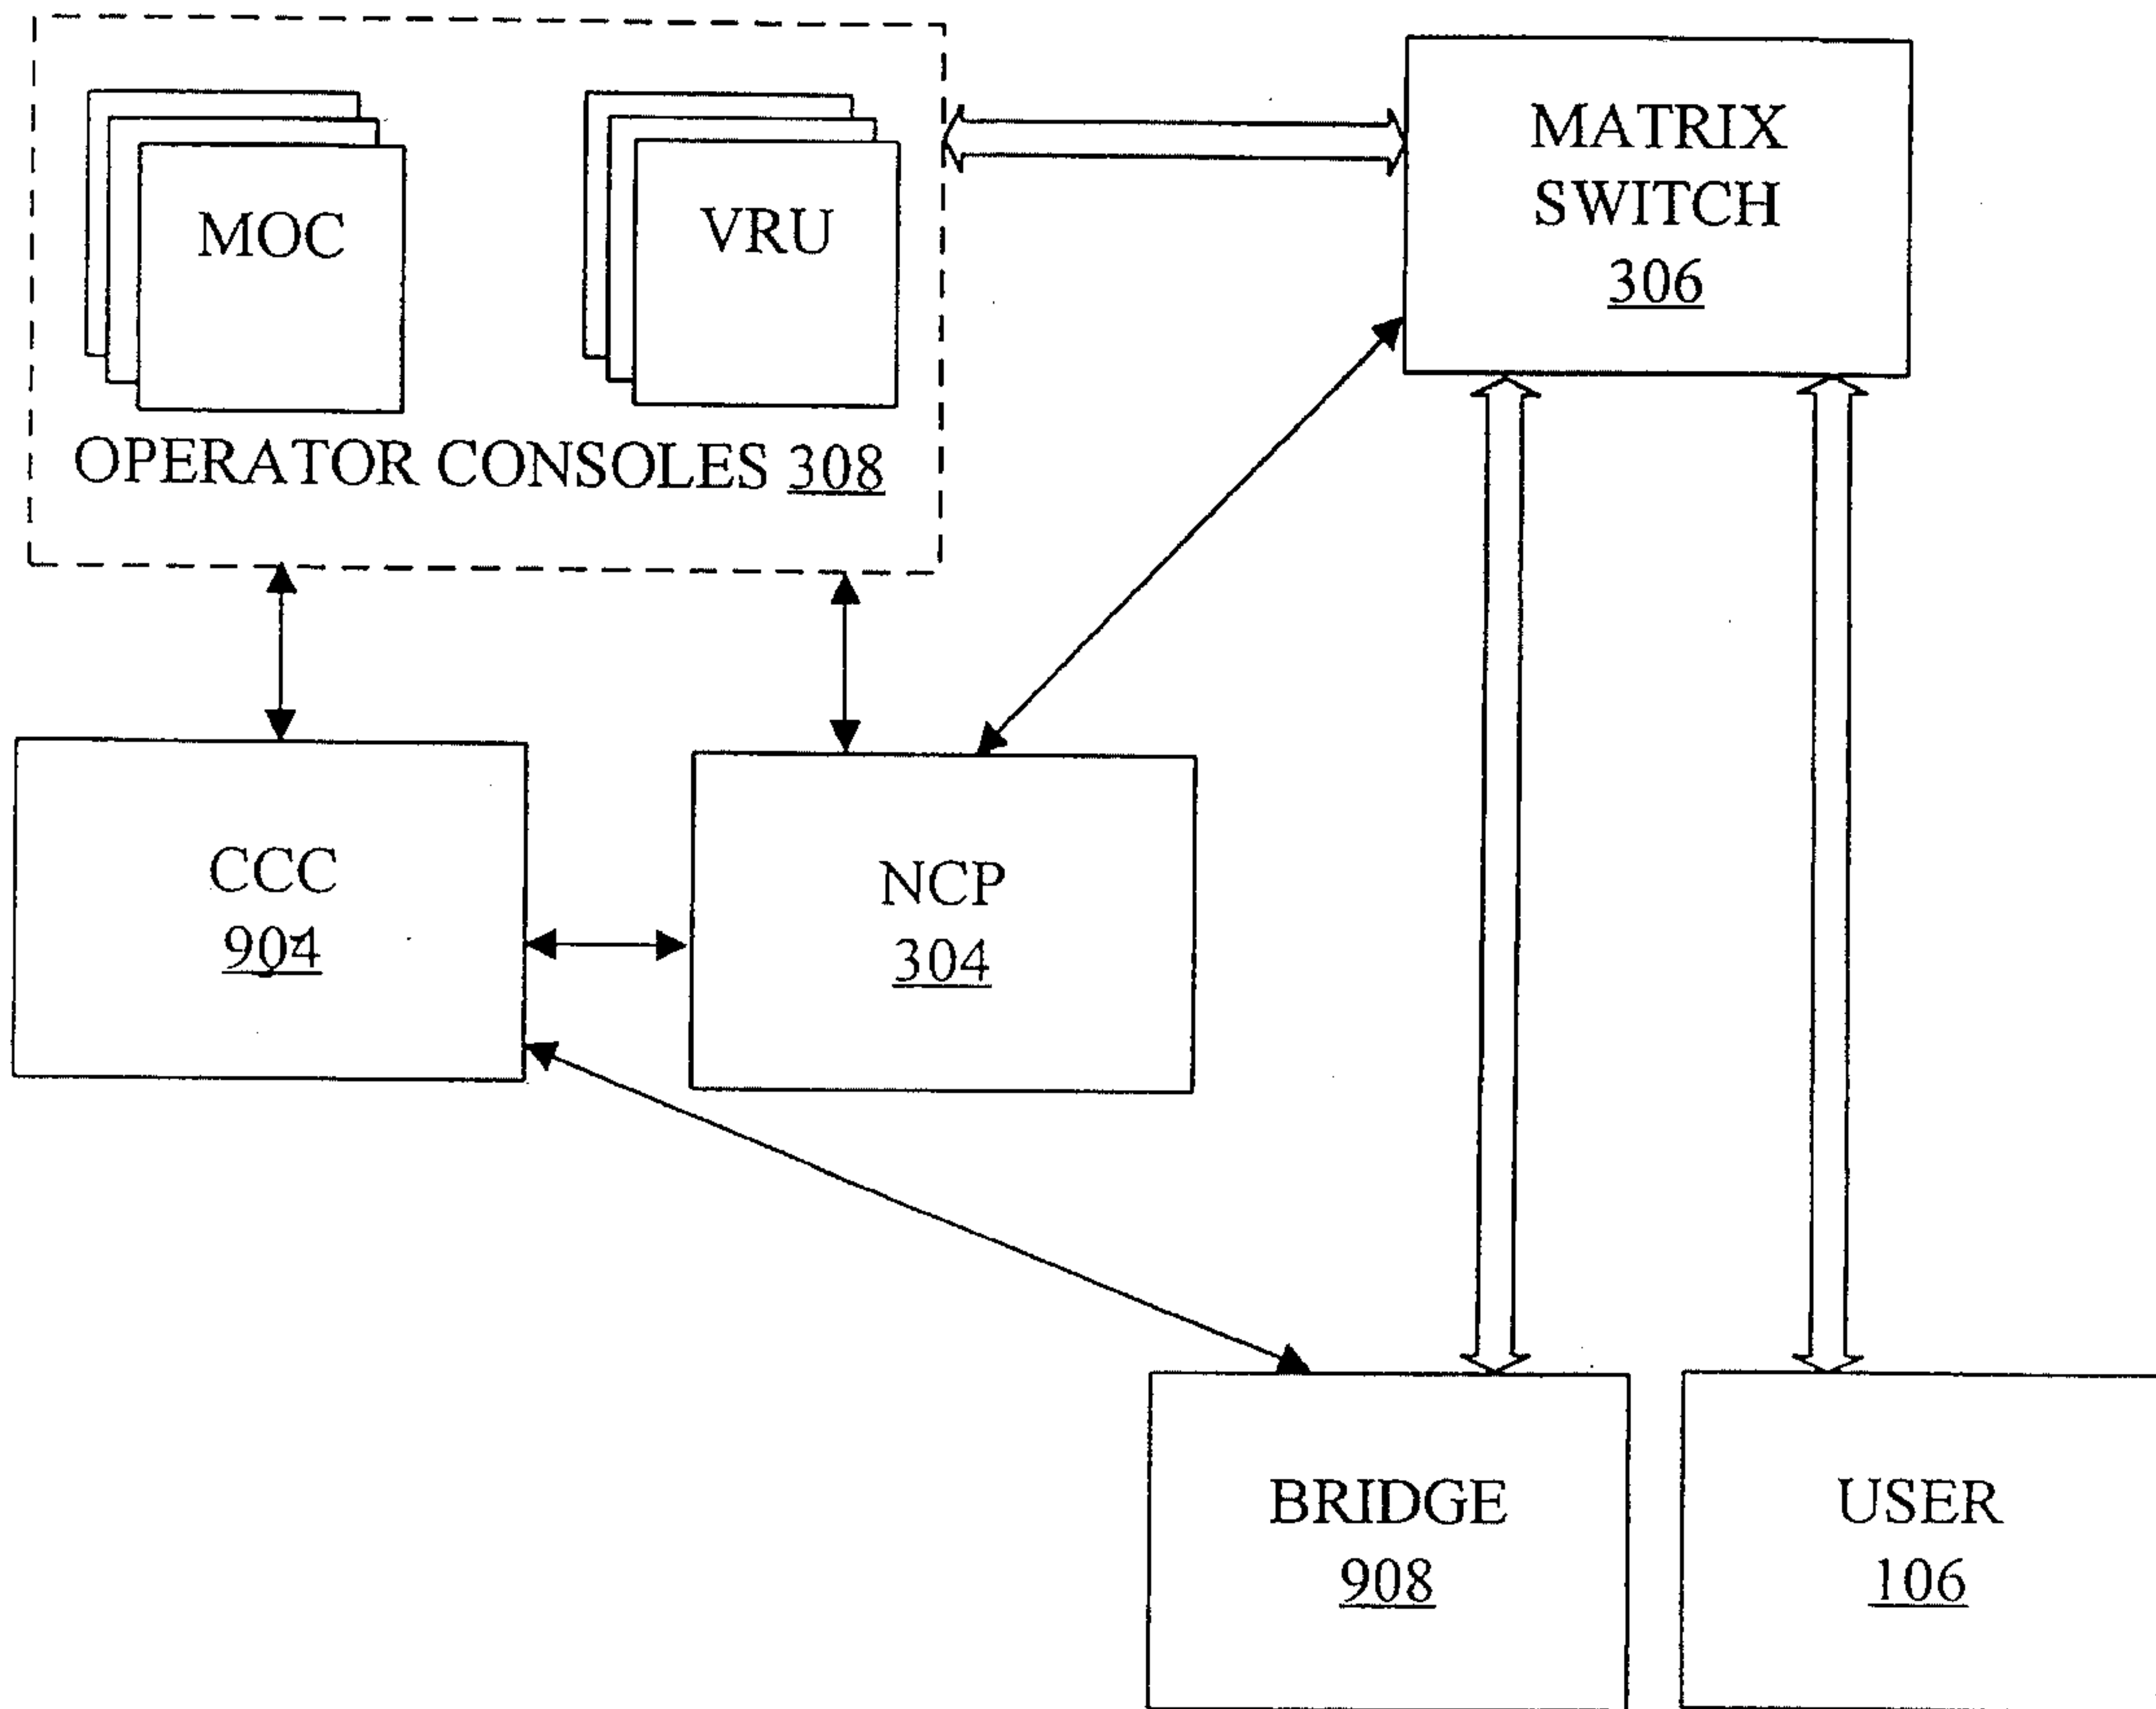 MOC
VRU
OPERATOR CONSOLES 308
MATRIX
SWITCH
306
CCC
904
NCP
304
BRIDGE
908
USER
106